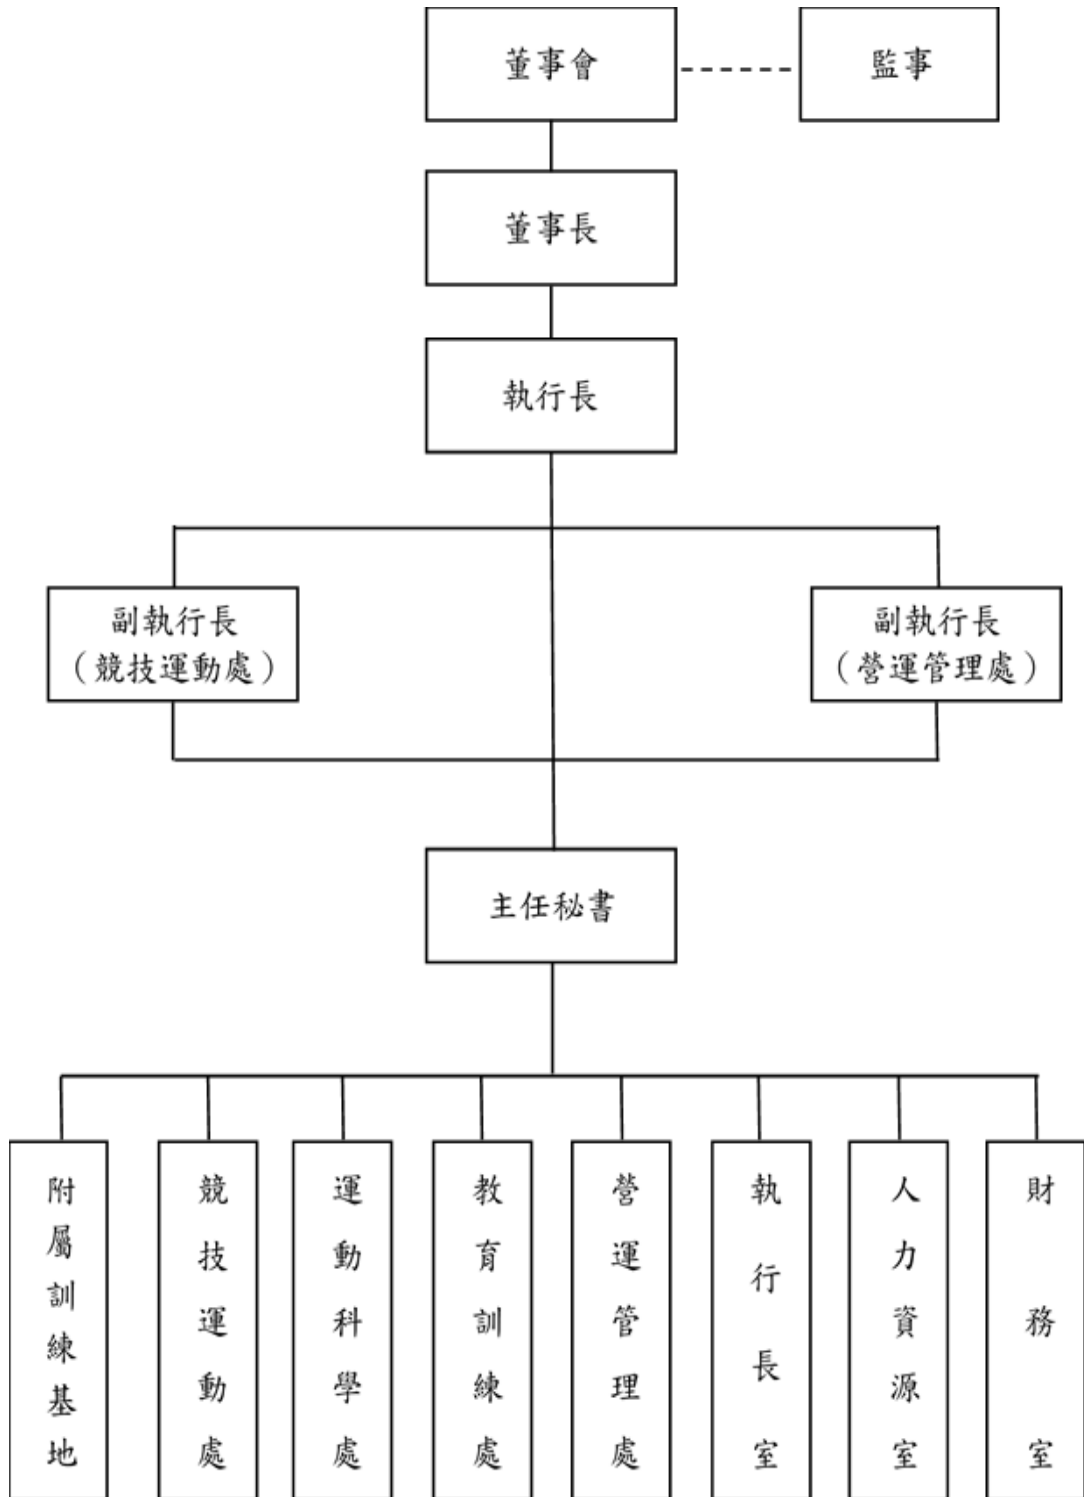 董事會
監事
董事長
執行長
副執行長
（競技運動處）
副執行長
（營運管理處）
主任秘書
附屬訓練基地
競技運動處
運動科學處
教育訓練處
營運管理處
執行長室
人力資源室
財務室